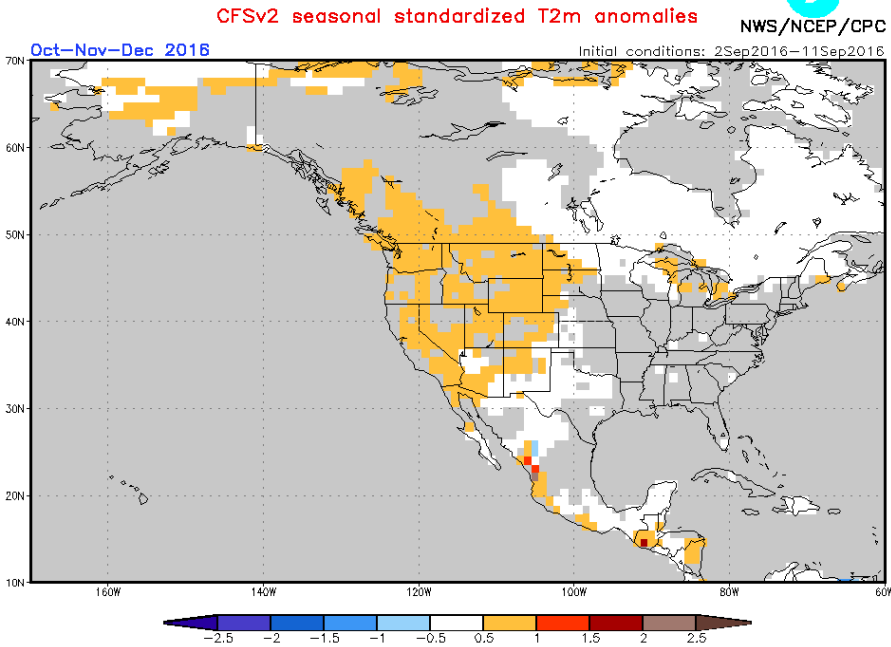 CFSv2 seasonal standardized T2m anomalies
NWS/NCEP/CPC
Oct-Nov-Dec 2016
Initial conditions: 2Sep2016-11Sep2016
70N
60N
50N
40N
30N
20N
10N
160W 140W 120W 100W 80W 60W
-2.5 -2 -1.5 -1 -0.5 0.5 1 1.5 2 2.5